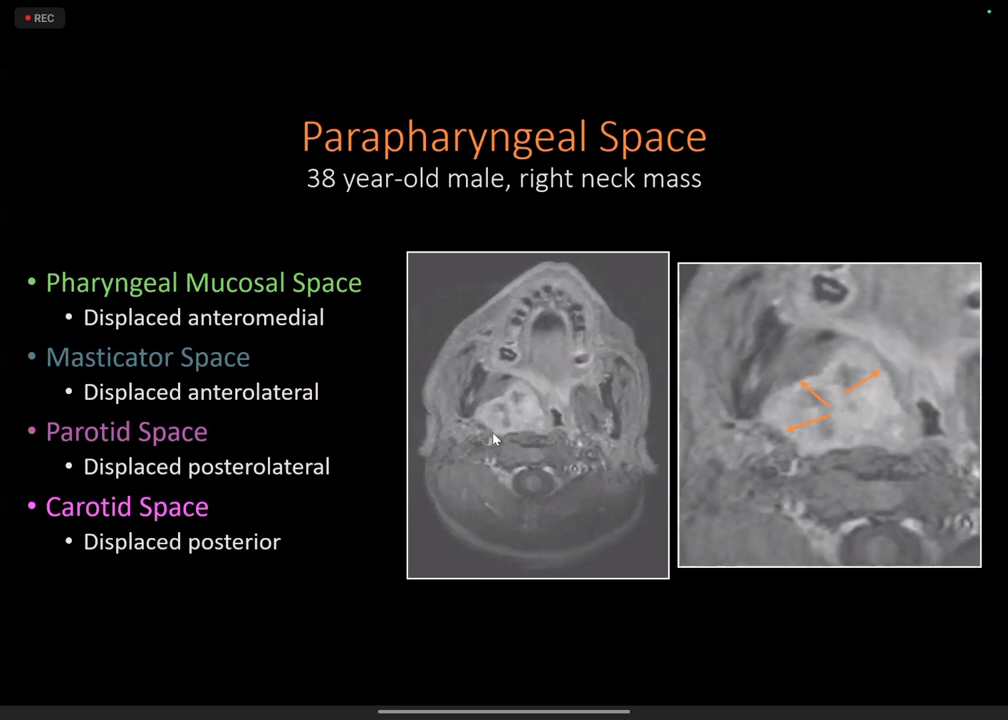 REC
Parapharyngeal Space
38 year-old male, right neck mass
• Pharyngeal Mucosal Space
• Displaced anteromedial
• Masticator Space
• Displaced anterolateral
• Parotid Space
• Displaced posterolateral
• Carotid Space
• Displaced posterior